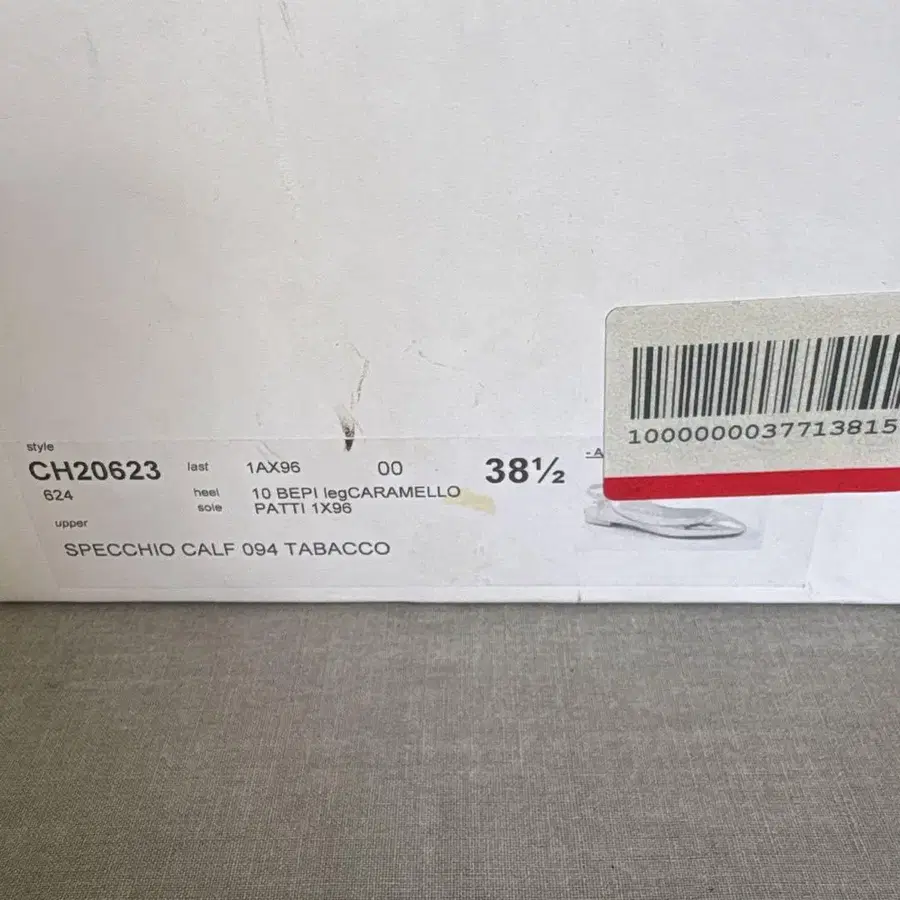 style
CH20623 last 1AX96 00 38½
624 heel 10 BEPI legCARAMELLO
sole PATTI 1X96
upper
SPECCHIO CALF 094 TABACCO
-A
1000000037713815